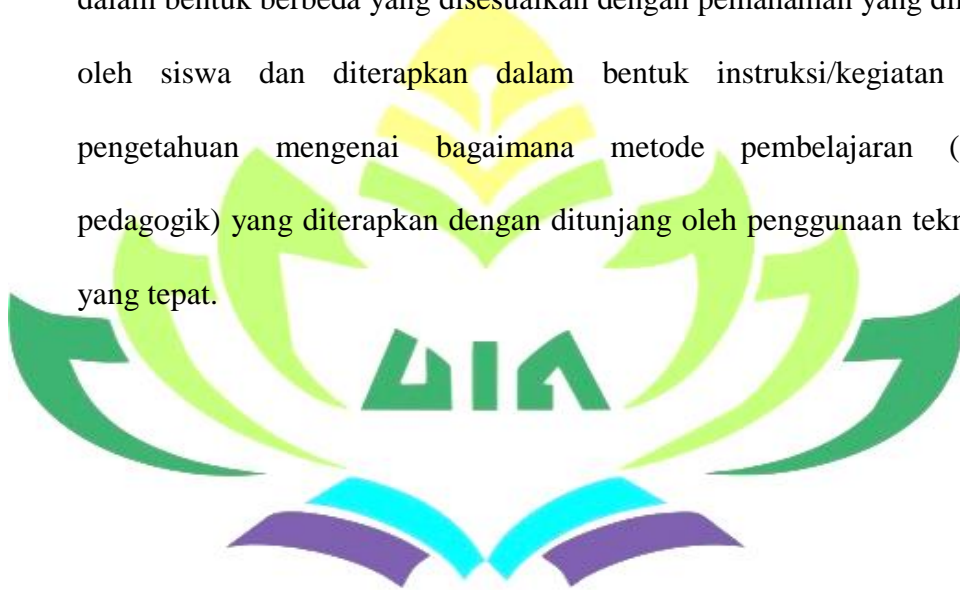 dalam bentuk berbeda yang disesuaikan dengan pemahaman yang
oleh siswa dan diterapkan dalam bentuk instruksi/kegiatan
pengetahuan mengenai bagaimana metode pembelajaran (
pedagogik) yang diterapkan dengan ditunjang oleh penggunaan
yang tepat.
UIN